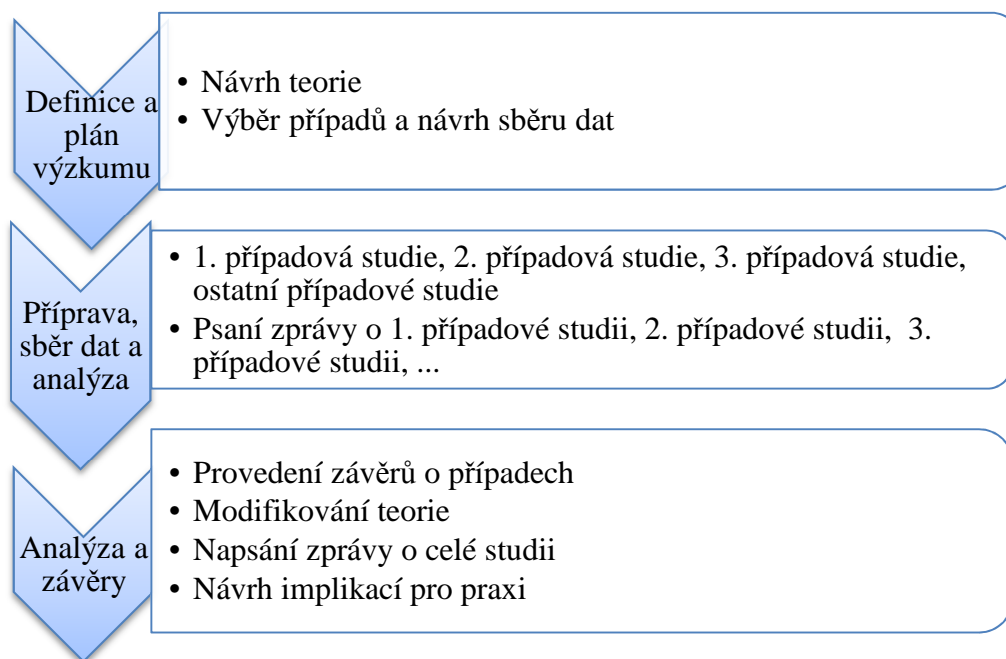 Definice a
plán
výzkumu
• Návrh teorie
• Výběr případů a návrh sběru dat
Příprava,
sběr dat a
analýza
• 1. případová studie, 2. případová studie, 3. případová studie,
ostatní případové studie
• Psaní zprávy o 1. případové studii, 2. případové studii,  3.
případové studii, ...
Analýza a
závěry
• Provedení závěrů o případech
• Modifikování teorie
• Napsání zprávy o celé studii
• Návrh implikací pro praxi